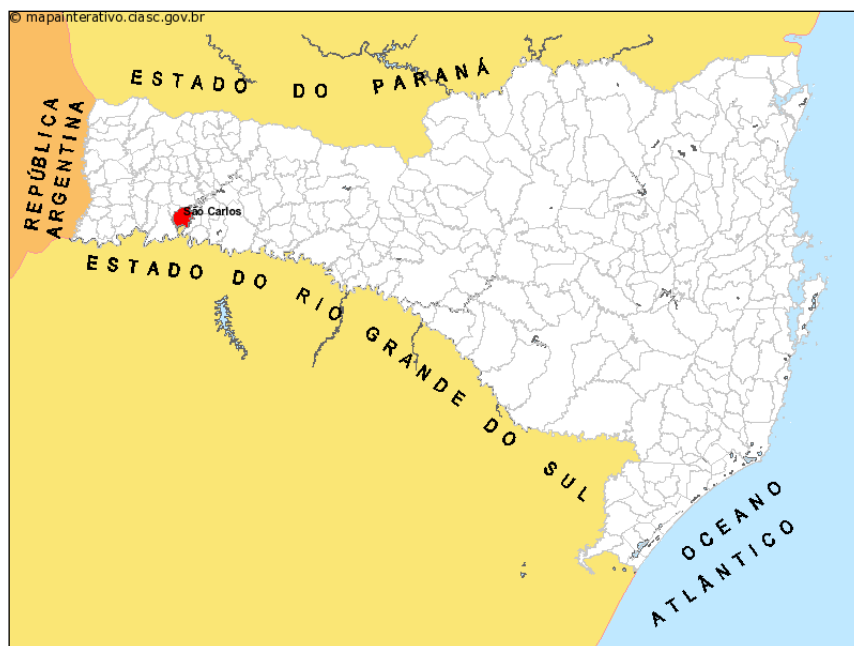 © mapainterativo.ciasc.gov.br
ESTADO DO PARANÁ
REPÚBLICA
ARGENTINA
São Carlos
ESTADO DO RIO GRANDE DO SUL
OCEANO
ATLÂNTICO